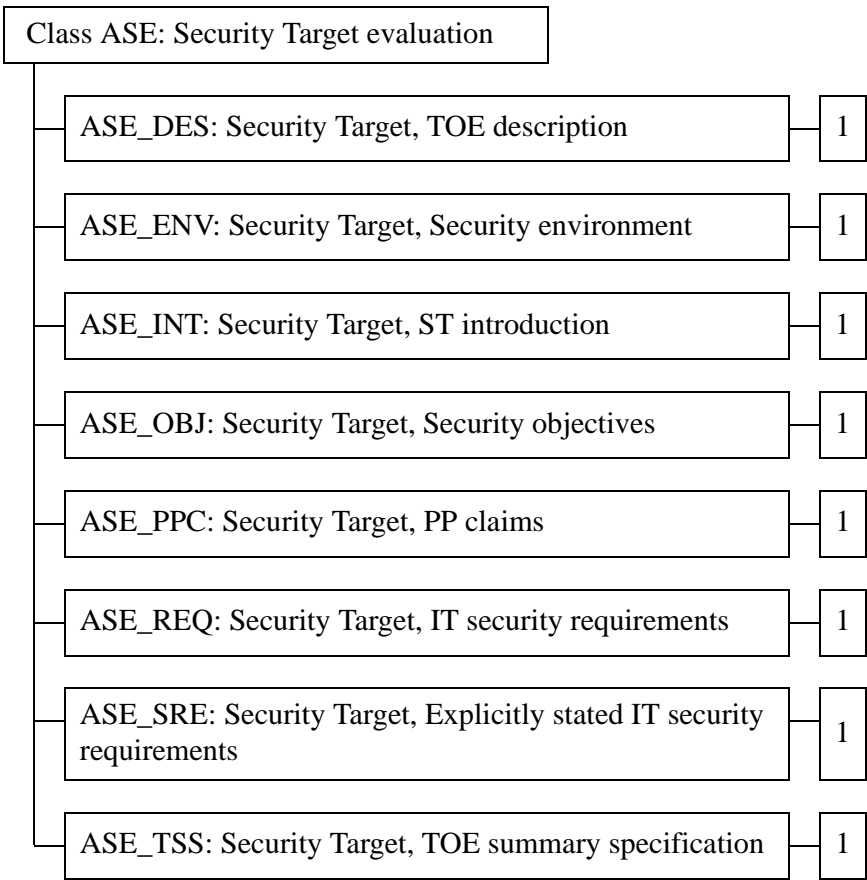 Class ASE: Security Target evaluation
ASE_DES: Security Target, TOE description
1
ASE_ENV: Security Target, Security environment
1
ASE_INT: Security Target, ST introduction
1
ASE_OBJ: Security Target, Security objectives
1
ASE_PPC: Security Target, PP claims
1
ASE_REQ: Security Target, IT security requirements
1
ASE_SRE: Security Target, Explicitly stated IT security
requirements
1
ASE_TSS: Security Target, TOE summary specification
1